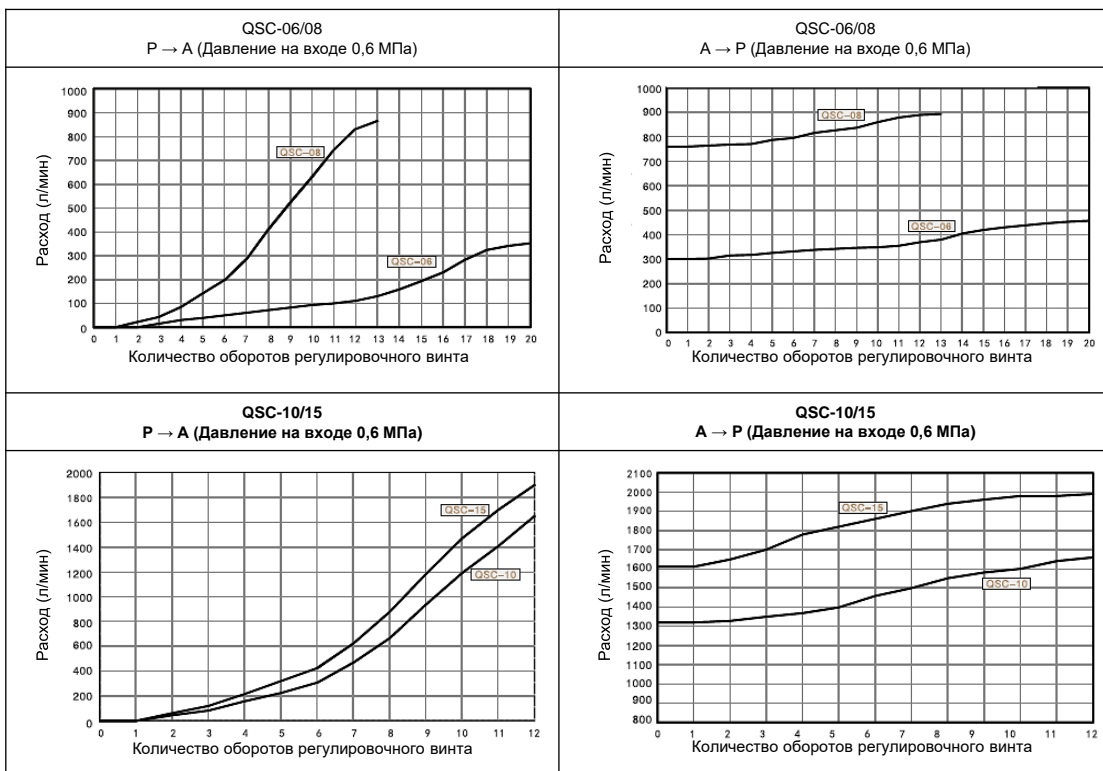 QSC-06/08
P → A (Давление на входе 0,6 МПа)
QSC-06/08
A → P (Давление на входе 0,6 МПа)
Расход (л/мин)
1000
900
800
700
600
500
400
300
200
100
0
QSC-08
QSC-06
0 1 2 3 4 5 6 7 8 9 10 11 12 13 14 15 16 17 18 19 20
Количество оборотов регулировочного винта
Расход (л/мин)
1000
900
800
700
600
500
400
300
200
100
0
QSC-08
QSC-06
0 1 2 3 4 5 6 7 8 9 10 11 12 13 14 15 16 17 18 19 20
Количество оборотов регулировочного винта
QSC-10/15
P → A (Давление на входе 0,6 МПа)
QSC-10/15
A → P (Давление на входе 0,6 МПа)
Расход (л/мин)
2000
1800
1600
1400
1200
1000
800
600
400
200
0
QSC-15
QSC-10
0 1 2 3 4 5 6 7 8 9 10 11 12
Количество оборотов регулировочного винта
Расход (л/мин)
2100
2000
1900
1800
1700
1600
1500
1400
1300
1200
1100
1000
900
800
QSC-15
QSC-10
0 1 2 3 4 5 6 7 8 9 10 11 12
Количество оборотов регулировочного винта